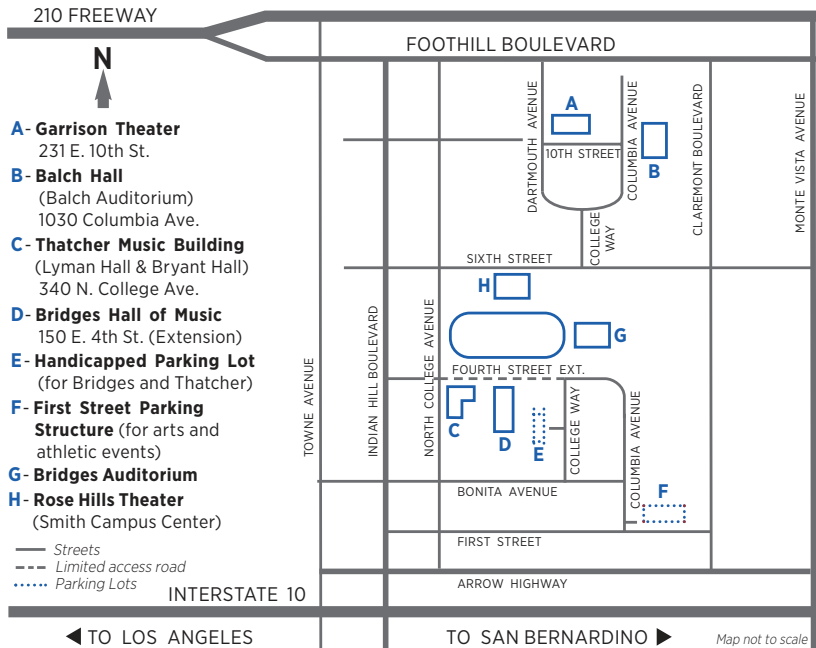 210 FREEWAY
FOOTHILL BOULEVARD
N
A- Garrison Theater
231 E. 10th St.
B- Balch Hall
(Balch Auditorium)
1030 Columbia Ave.
C- Thatcher Music Building
(Lyman Hall & Bryant Hall)
340 N. College Ave.
D- Bridges Hall of Music
150 E. 4th St. (Extension)
E- Handicapped Parking Lot
(for Bridges and Thatcher)
F- First Street Parking
Structure (for arts and
athletic events)
G- Bridges Auditorium
H- Rose Hills Theater
(Smith Campus Center)
Streets
Limited access road
Parking Lots
DARTMOUTH AVENUE
A
10TH STREET
COLUMBIA AVENUE
B
CLAREMONT BOULEVARD
MONTE VISTA AVENUE
COLLEGE
WAY
SIXTH STREET
H
G
TOWNE AVENUE
INDIAN HILL BOULEVARD
NORTH COLLEGE AVENUE
FOURTH STREET EXT.
C
D
E
COLLEGE WAY
COLUMBIA AVENUE
F
BONITA AVENUE
FIRST STREET
ARROW HIGHWAY
INTERSTATE 10
TO LOS ANGELES
TO SAN BERNARDINO
Map not to scale